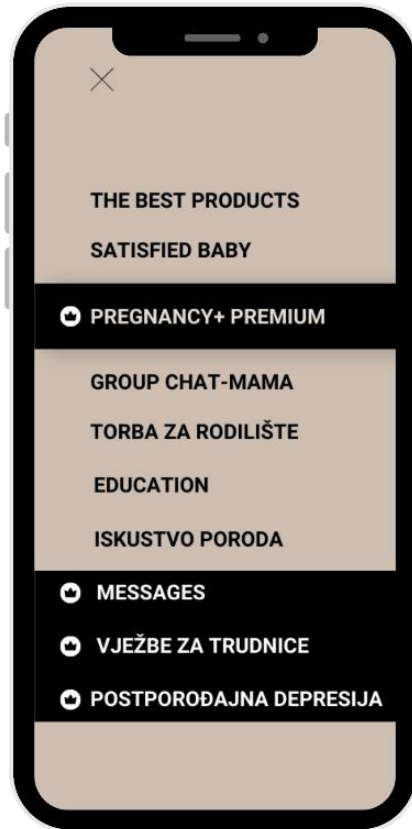 THE BEST PRODUCTS
SATISFIED BABY
PREGNANCY+ PREMIUM
GROUP CHAT-MAMA
TORBA ZA RODILIŠTE
EDUCATION
ISKUSTVO PORODA
MESSAGES
VJEŽBE ZA TRUDNICE
POSTPOROĐAJNA DEPRESIJA